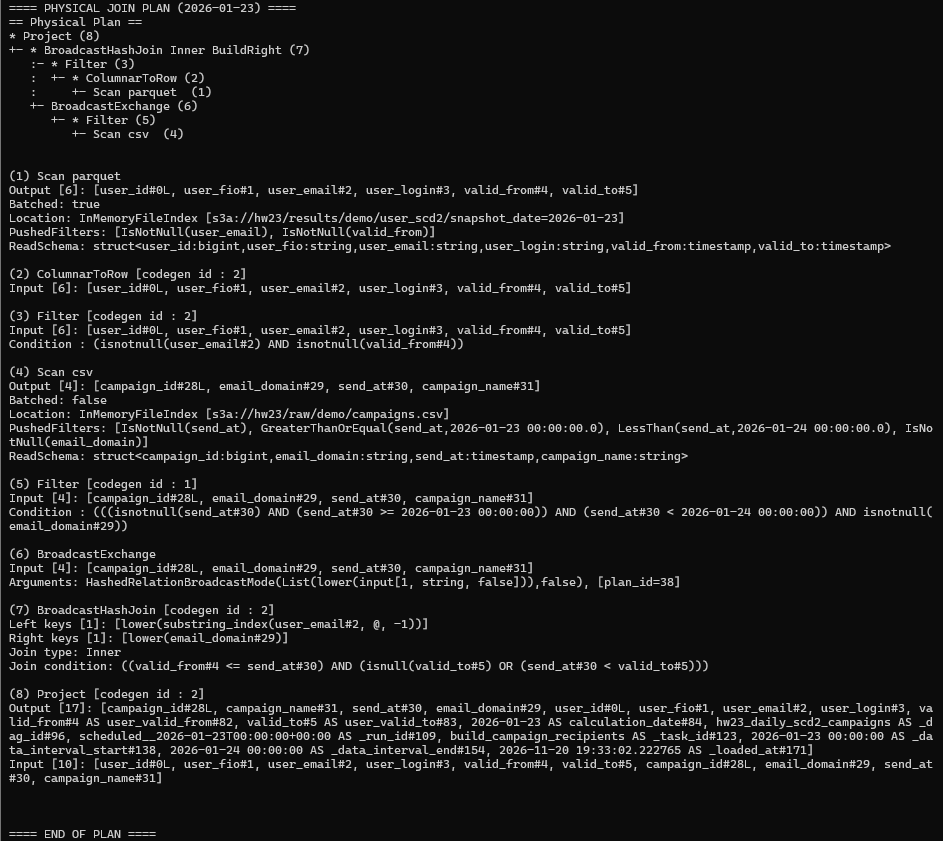 ==== PHYSICAL JOIN PLAN (2026-01-23) ====
== Physical Plan ==
* Project (8)
+- * BroadcastHashJoin Inner BuildRight (7)
   :- * Filter (3)
   :  +- * ColumnarToRow (2)
   :     +- Scan parquet  (1)
   +- BroadcastExchange (6)
      +- * Filter (5)
         +- Scan csv  (4)
(1) Scan parquet
Output [6]: [user_id#0L, user_fio#1, user_email#2, user_login#3, valid_from#4, valid_to#5]
Batched: true
Location: InMemoryFileIndex [s3a://hw23/results/demo/user_scd2/snapshot_date=2026-01-23]
PushedFilters: [IsNotNull(user_email), IsNotNull(valid_from)]
ReadSchema: struct<user_id:bigint,user_fio:string,user_email:string,user_login:string,valid_from:timestamp,valid_to:timestamp>
(2) ColumnarToRow [codegen id : 2]
Input [6]: [user_id#0L, user_fio#1, user_email#2, user_login#3, valid_from#4, valid_to#5]
(3) Filter [codegen id : 2]
Input [6]: [user_id#0L, user_fio#1, user_email#2, user_login#3, valid_from#4, valid_to#5]
Condition : (isnotnull(user_email#2) AND isnotnull(valid_from#4))
(4) Scan csv
Output [4]: [campaign_id#28L, email_domain#29, send_at#30, campaign_name#31]
Batched: false
Location: InMemoryFileIndex [s3a://hw23/raw/demo/campaigns.csv]
PushedFilters: [IsNotNull(send_at), GreaterThanOrEqual(send_at,2026-01-23 00:00:00.0), LessThan(send_at,2026-01-24 00:00:00.0), IsNo
tNull(email_domain)]
ReadSchema: struct<campaign_id:bigint,email_domain:string,send_at:timestamp,campaign_name:string>
(5) Filter [codegen id : 1]
Input [4]: [campaign_id#28L, email_domain#29, send_at#30, campaign_name#31]
Condition : (((isnotnull(send_at#30) AND (send_at#30 >= 2026-01-23 00:00:00)) AND (send_at#30 < 2026-01-24 00:00:00)) AND isnotnull(
email_domain#29))
(6) BroadcastExchange
Input [4]: [campaign_id#28L, email_domain#29, send_at#30, campaign_name#31]
Arguments: HashedRelationBroadcastMode(List(lower(input[1, string, false])),false), [plan_id=38]
(7) BroadcastHashJoin [codegen id : 2]
Left keys [1]: [lower(substring_index(user_email#2, @, -1))]
Right keys [1]: [lower(email_domain#29)]
Join type: Inner
Join condition: ((valid_from#4 <= send_at#30) AND (isnull(valid_to#5) OR (send_at#30 < valid_to#5)))
(8) Project [codegen id : 2]
Output [17]: [campaign_id#28L, campaign_name#31, send_at#30, email_domain#29, user_id#0L, user_fio#1, user_email#2, user_login#3, va
lid_from#4 AS user_valid_from#82, valid_to#5 AS user_valid_to#83, 2026-01-23 AS calculation_date#84, hw23_daily_scd2_campaigns AS _d
ag_id#96, scheduled__2026-01-23T00:00:00+00:00 AS _run_id#109, build_campaign_recipients AS _task_id#123, 2026-01-23 00:00:00 AS _da
ta_interval_start#138, 2026-01-24 00:00:00 AS _data_interval_end#154, 2026-11-20 19:33:02.222765 AS _loaded_at#171]
Input [10]: [user_id#0L, user_fio#1, user_email#2, user_login#3, valid_from#4, valid_to#5, campaign_id#28L, email_domain#29, send_at
#30, campaign_name#31]
==== END OF PLAN ====